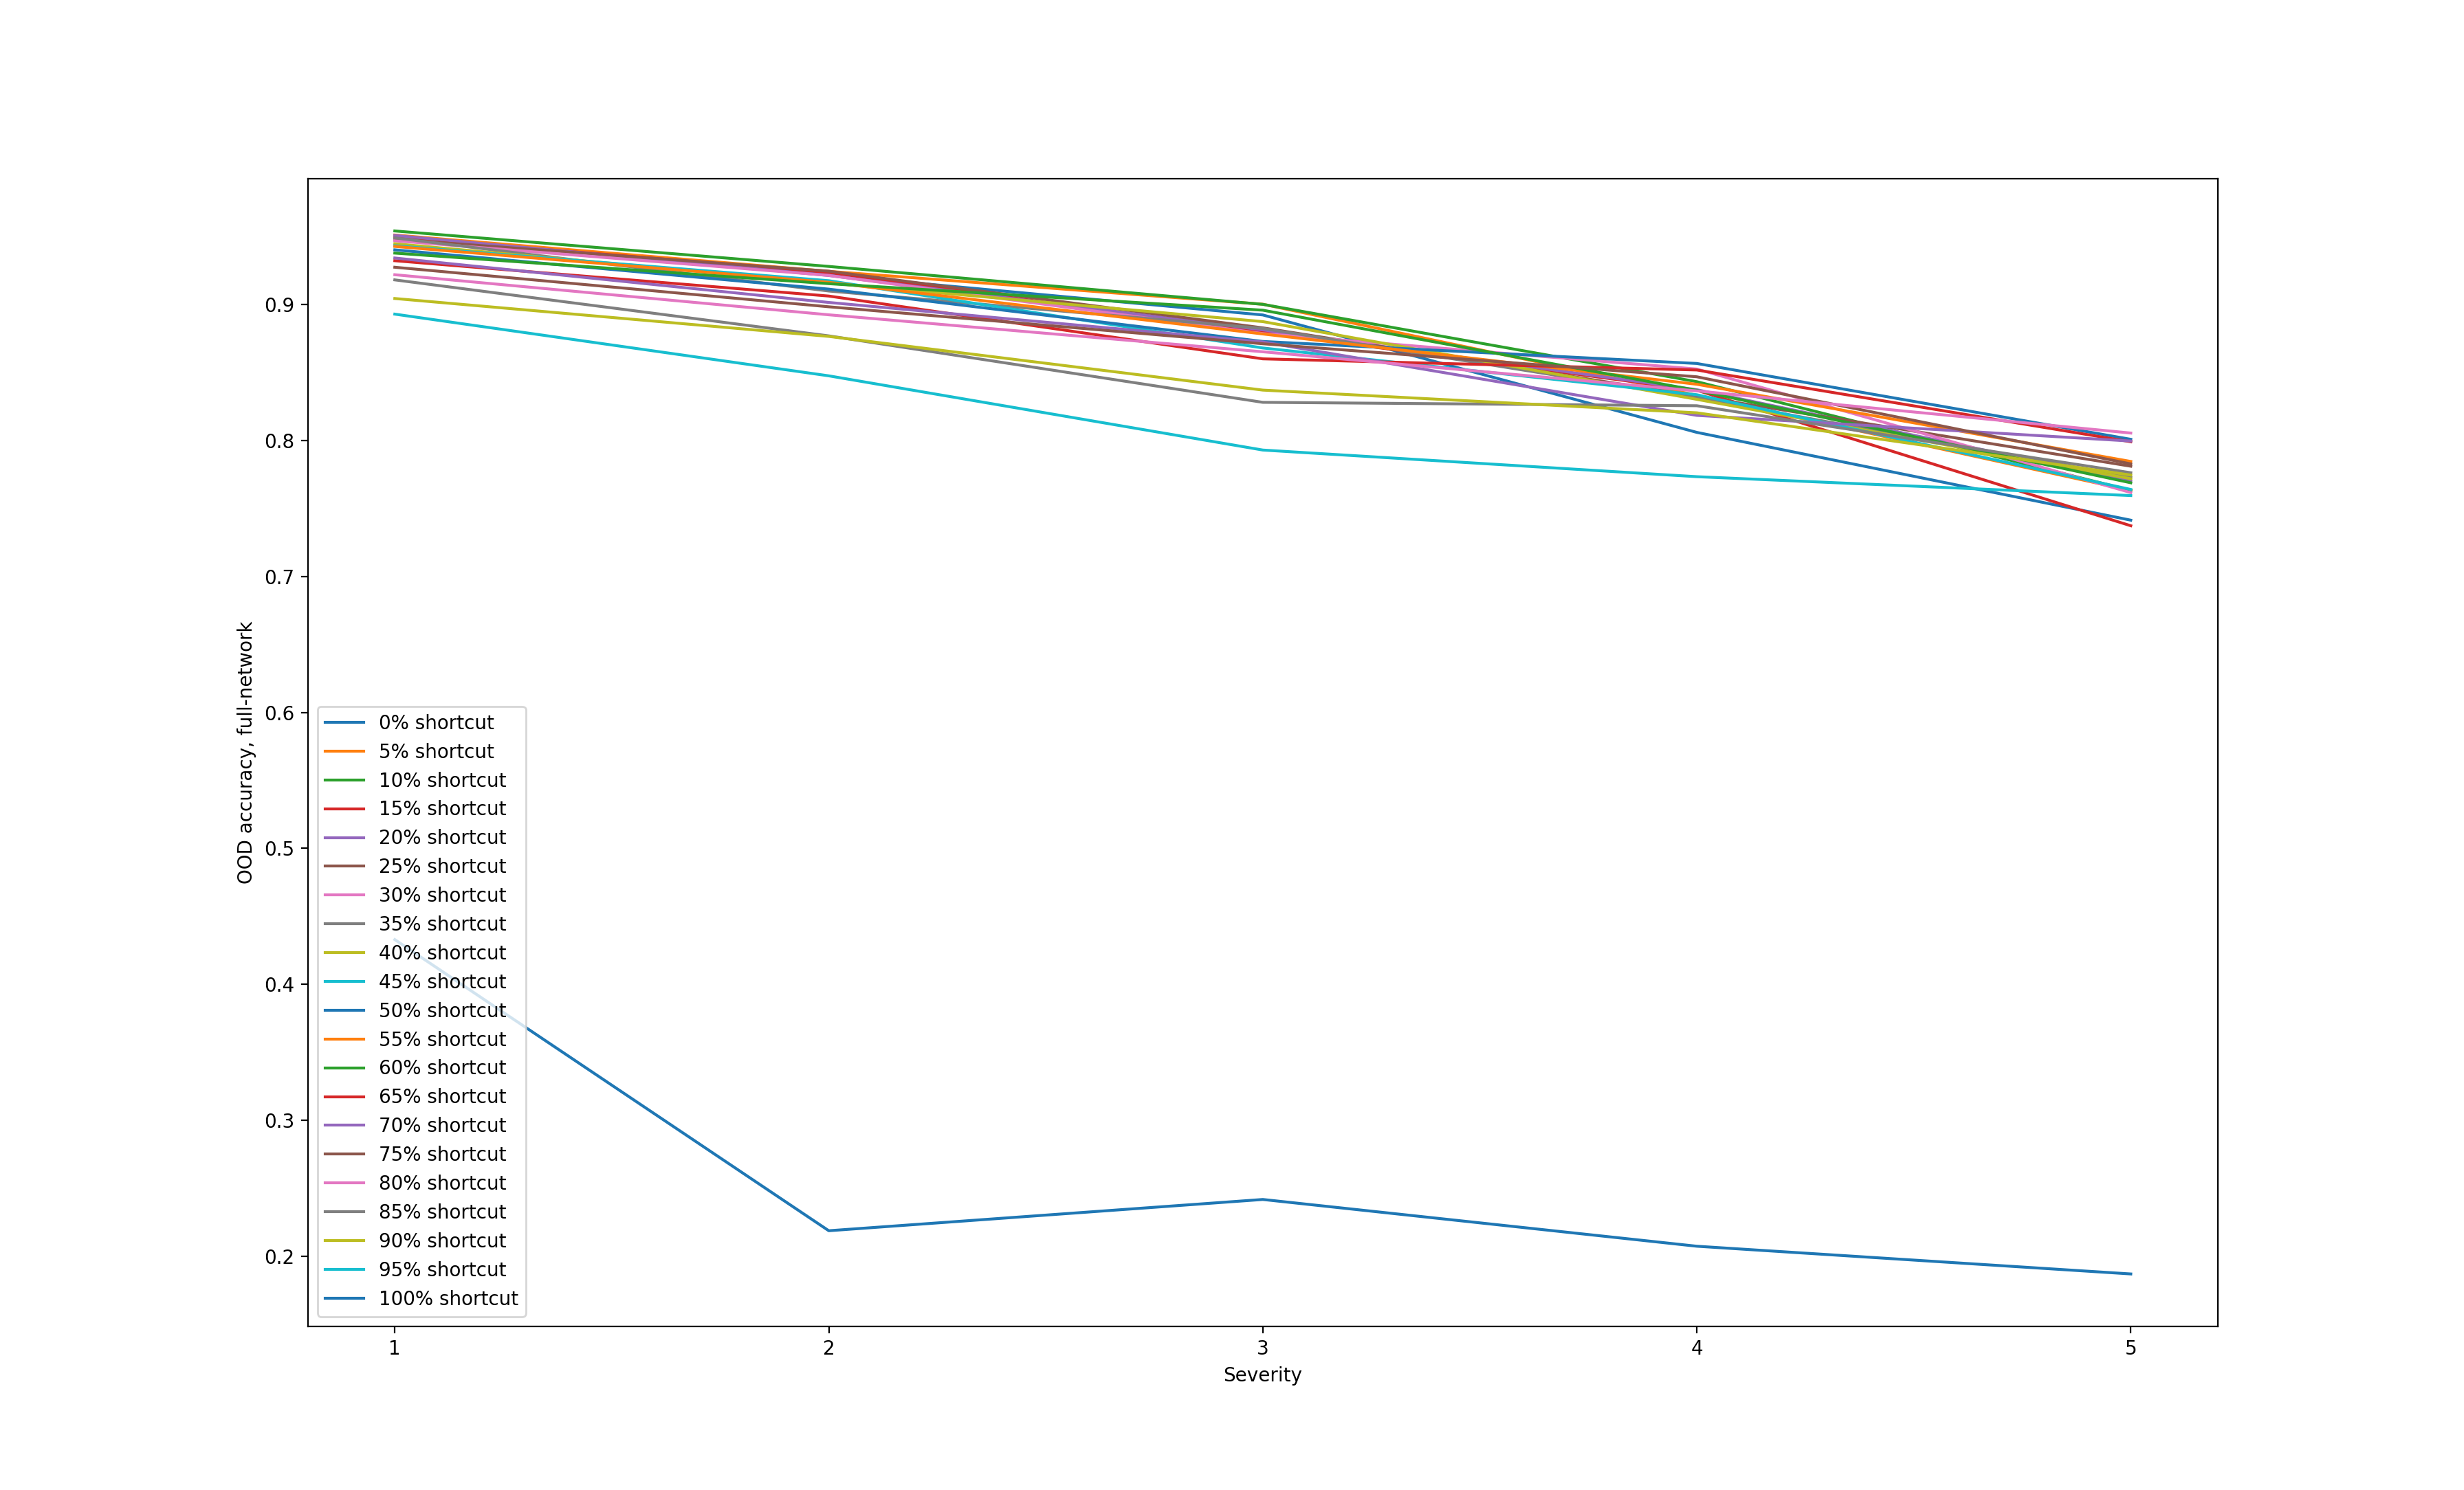 0.9
0.8
0.7
0.6
0.5
0.4
0.3
0.2
OOD accuracy, full-network
0% shortcut
5% shortcut
10% shortcut
15% shortcut
20% shortcut
25% shortcut
30% shortcut
35% shortcut
40% shortcut
45% shortcut
50% shortcut
55% shortcut
60% shortcut
65% shortcut
70% shortcut
75% shortcut
80% shortcut
85% shortcut
90% shortcut
95% shortcut
100% shortcut
1 2 3 4 5
Severity